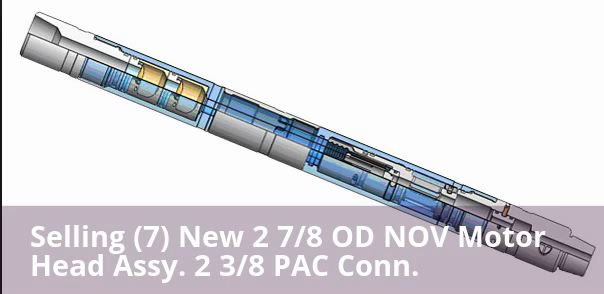 Selling (7) New 2 7/8 OD NOV Motor
Head Assy. 2 3/8 PAC Conn.